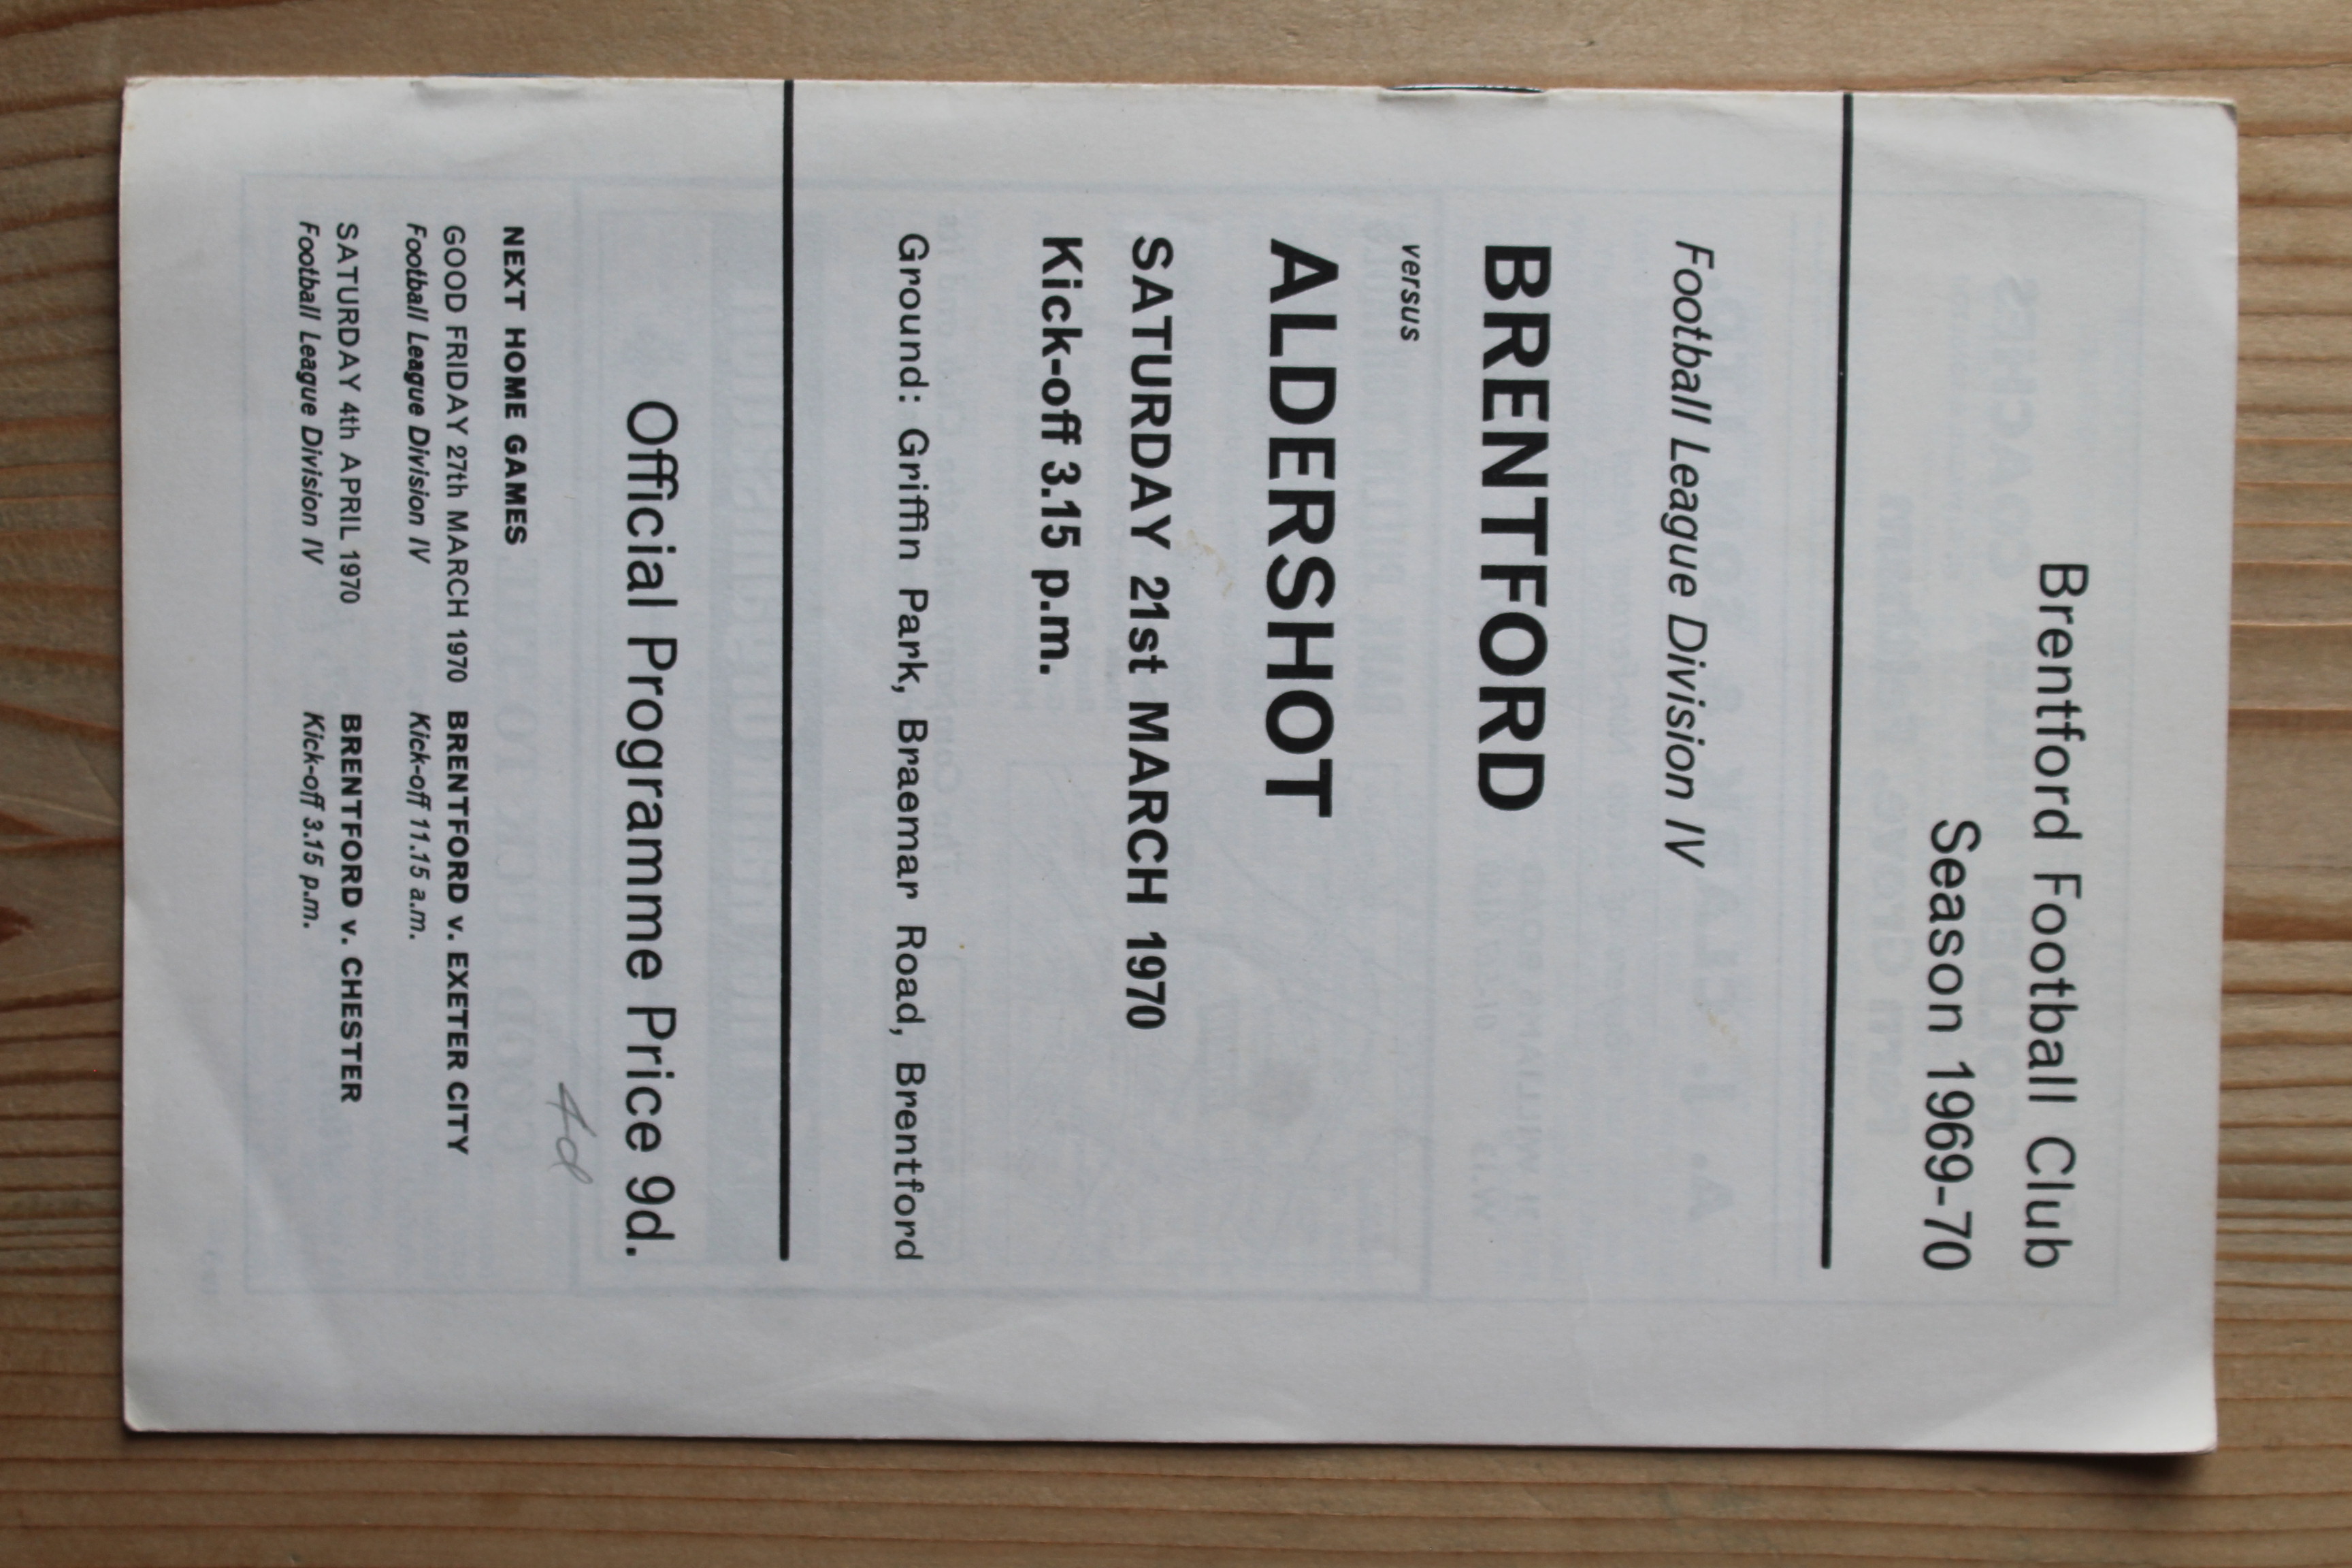 Brentford Football Club
Season 1969-70
Football League Division IV
BRENTFORD
versus
ALDERSHOT
SATURDAY 21st MARCH 1970
Kick-off 3.15 p.m.
Ground: Griffin Park, Braemar Road, Brentford
Official Programme Price 9d.
4d
NEXT HOME GAMES
GOOD FRIDAY 27th MARCH 1970 BRENTFORD v. EXETER CITY
Football League Division IV Kick-off 11.15 a.m.
SATURDAY 4th APRIL 1970 BRENTFORD v. CHESTER
Football League Division IV Kick-off 3.15 p.m.